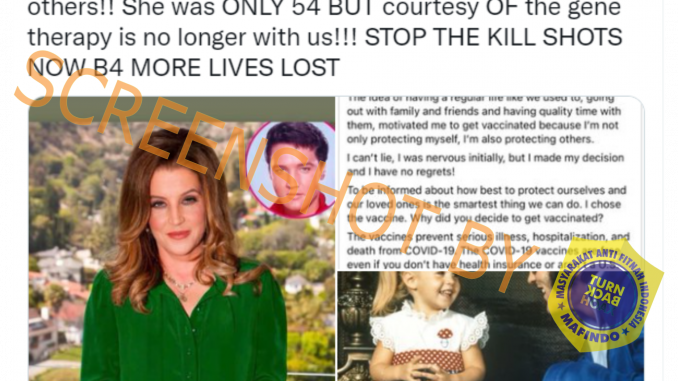 others!! She was ONLY 54 BUT courtesy OF the gene
therapy is no longer with us!!! STOP THE KILL SHOTS
NOW B4 MORE LIVES LOST
SCREENSHOT BY
The idea of having a regular life like we used to, going
out with family and friends and having quality time with
them, motivated me to get vaccinated because I'm not
only protecting myself, I'm also protecting others.
I can't lie, I was nervous initially, but I made my decision
and I have no regrets!
To be informed about how best to protect ourselves and
our loved ones is the smartest thing we can do. I chose
the vaccine. Why did you decide to get vaccinated?
The vaccines prevent serious illness, hospitalization, and
death from COVID-19. The COVID-19 vaccines
even if you don't have health insurance or
MASYARAKAT ANTI FITNAH INDONESIA
TURN
BACK
MAFINDO